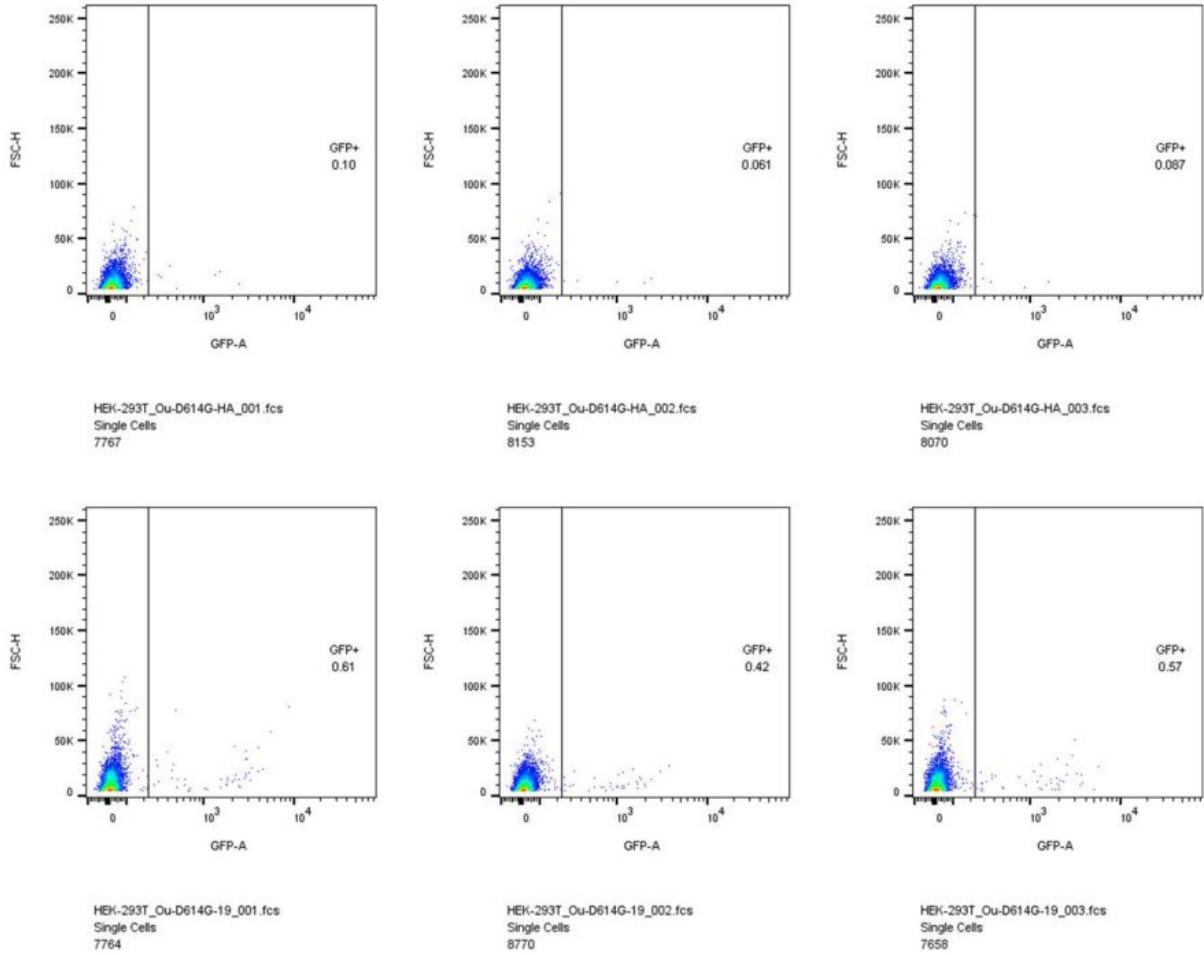 250K
200K
150K
100K
50K
0
FSC-H
GFP+
0.10
0 10³ 10⁴
GFP-A
HEK-293T_Ou-D614G-HA_001.fcs
Single Cells
7767
250K
200K
150K
100K
50K
0
FSC-H
GFP+
0.061
0 10³ 10⁴
GFP-A
HEK-293T_Ou-D614G-HA_002.fcs
Single Cells
8153
250K
200K
150K
100K
50K
0
FSC-H
GFP+
0.087
0 10³ 10⁴
GFP-A
HEK-293T_Ou-D614G-HA_003.fcs
Single Cells
8070
250K
200K
150K
100K
50K
0
FSC-H
GFP+
0.61
0 10³ 10⁴
GFP-A
HEK-293T_Ou-D614G-19_001.fcs
Single Cells
7764
250K
200K
150K
100K
50K
0
FSC-H
GFP+
0.42
0 10³ 10⁴
GFP-A
HEK-293T_Ou-D614G-19_002.fcs
Single Cells
8770
250K
200K
150K
100K
50K
0
FSC-H
GFP+
0.57
0 10³ 10⁴
GFP-A
HEK-293T_Ou-D614G-19_003.fcs
Single Cells
7658